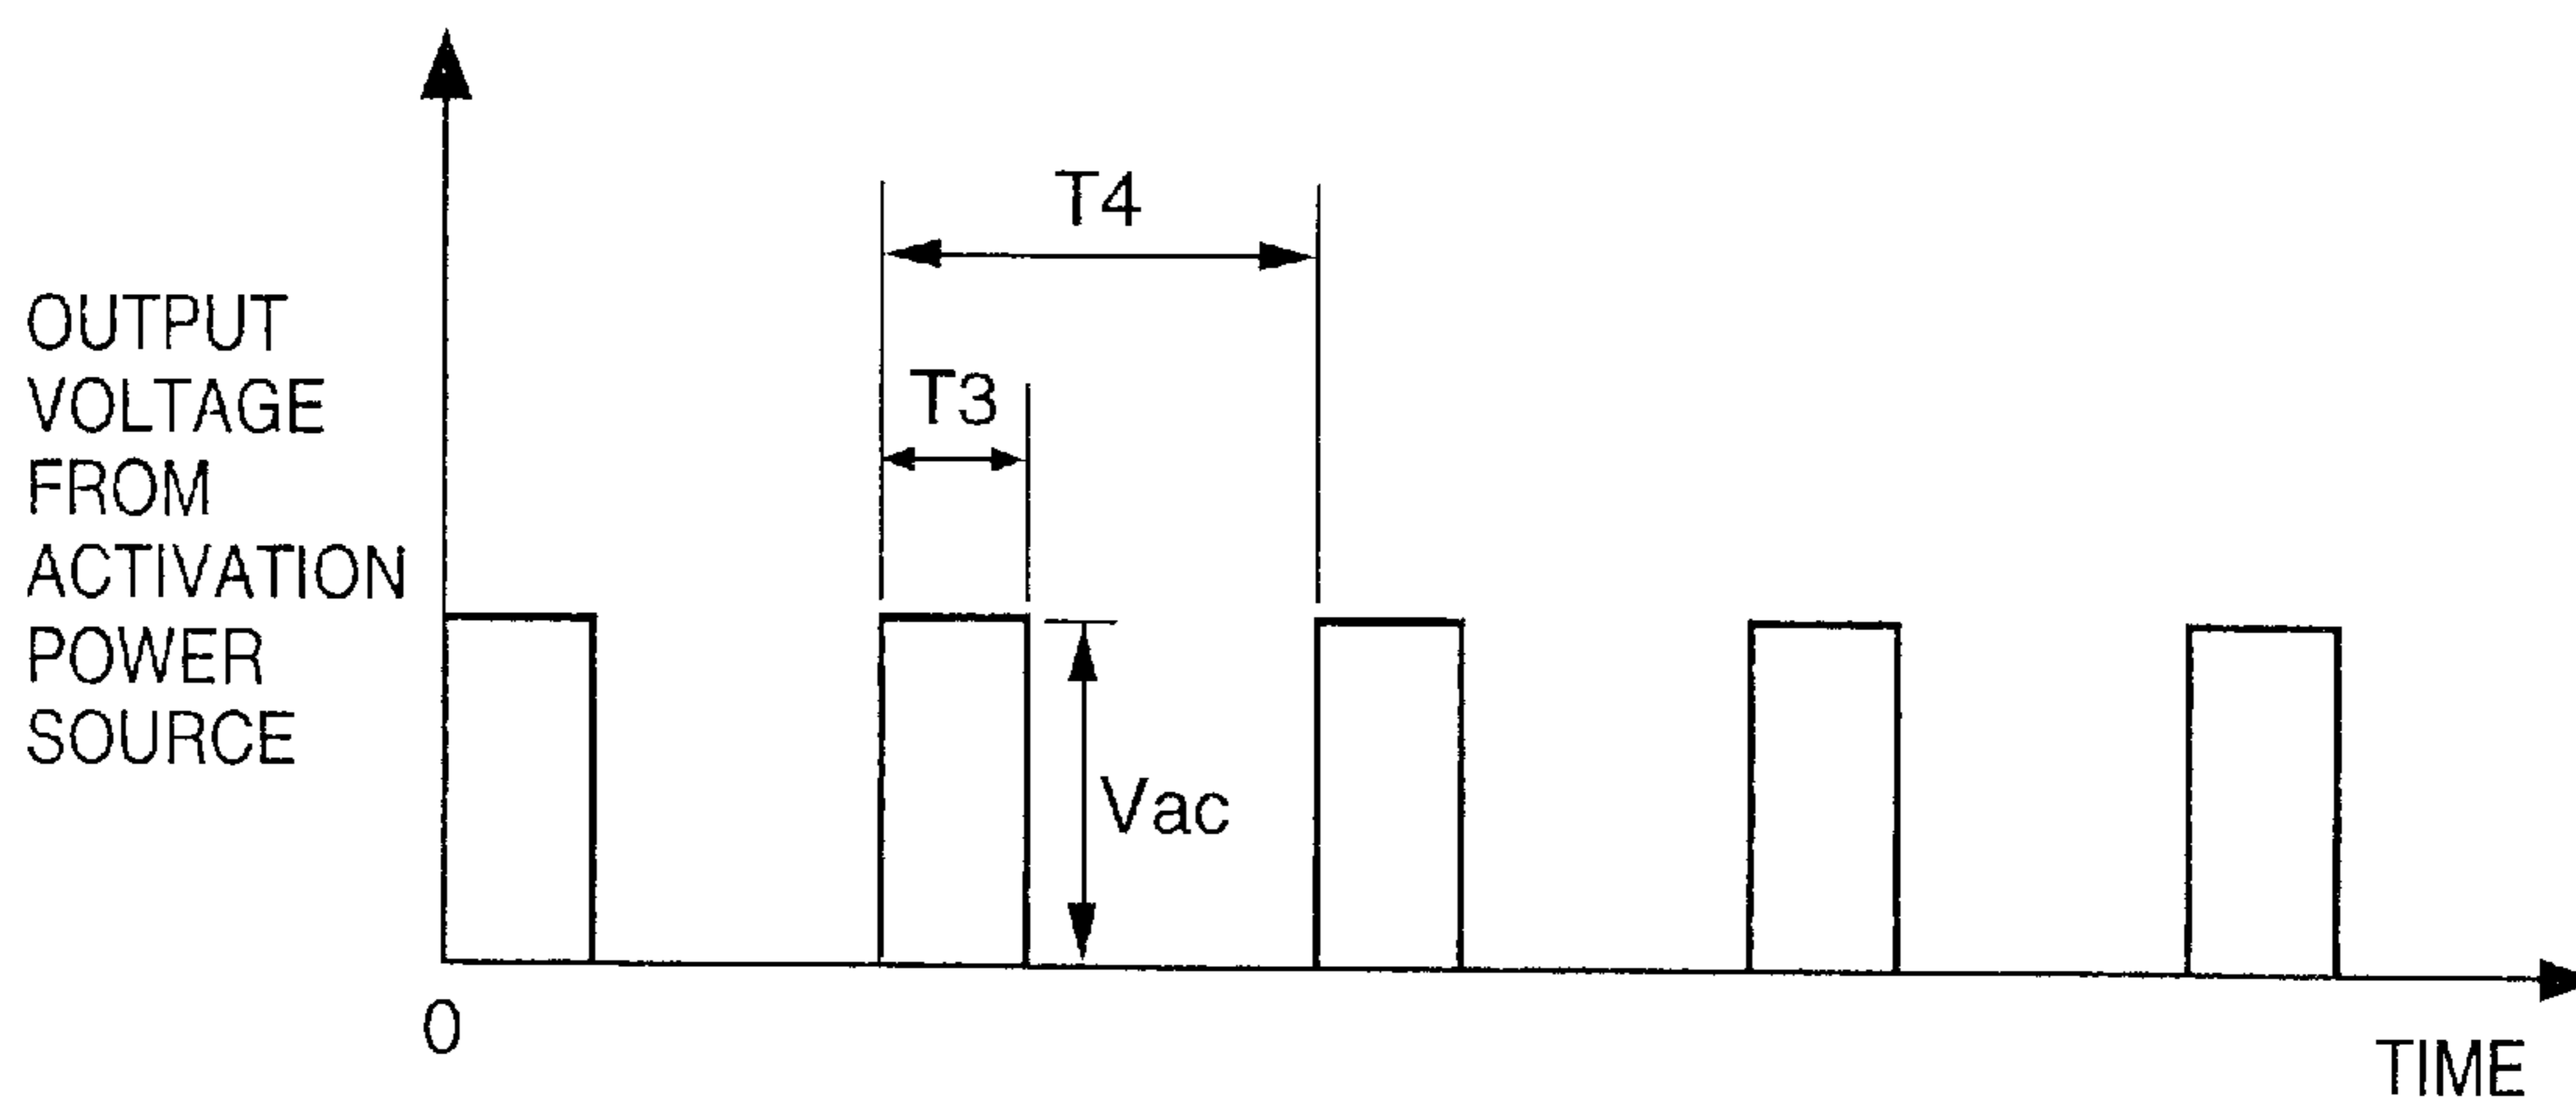 T4
T3
OUTPUT
VOLTAGE
FROM
ACTIVATION
POWER
SOURCE
Vac
0
TIME